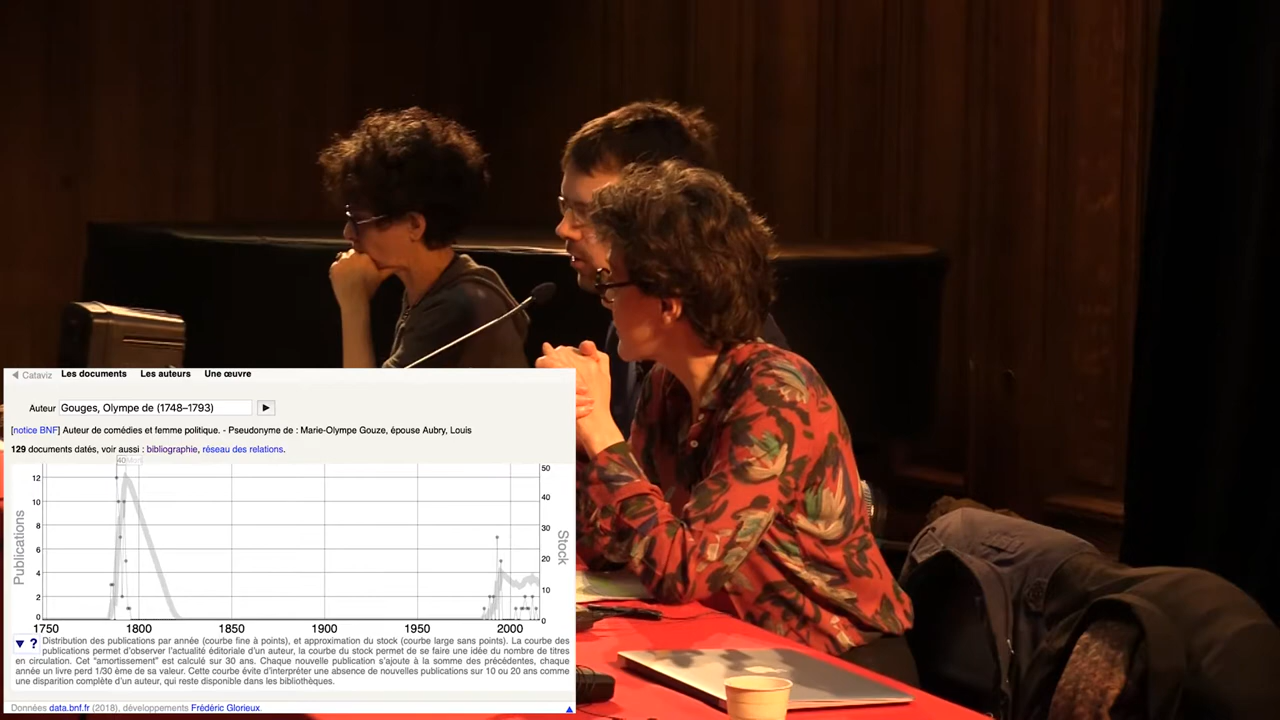 Cataviz Les documents Les auteurs Une œuvre
Auteur Gouges, Olympe de (1748–1793)
[notice BNF] Auteur de comédies et femme politique. - Pseudonyme de : Marie-Olympe Gouze, épouse Aubry, Louis
129 documents datés, voir aussi : bibliographie, réseau des relations.
50
12
40
10
8
30
Publications
Stock
6
20
4
10
2
0
0
1750 1800 1850 1900 1950 2000
? Distribution des publications par année (courbe fine à points), et approximation du stock (courbe large sans points). La courbe des
publications permet d'observer l'actualité éditoriale d'un auteur, la courbe du stock permet de se faire une idée du nombre de titres
en circulation. Cet "amortissement" est calculé sur 30 ans. Chaque nouvelle publication s'ajoute à la somme des précédentes, chaque
année un livre perd 1/30 ème de sa valeur. Cette courbe évite d'interpréter une absence de nouvelles publications sur 10 ou 20 ans comme
une disparition complète d'un auteur, qui reste disponible dans les bibliothèques.
Données data.bnf.fr (2018), développements Frédéric Glorieux.